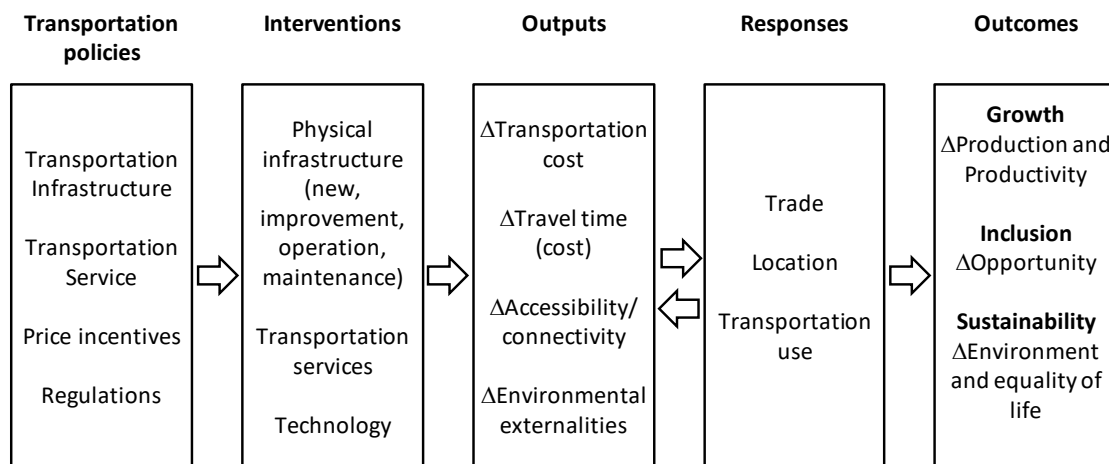 Transportation
policies
Interventions
Outputs
Responses
Outcomes
Transportation
Infrastructure
Transportation
Service
Price incentives
Regulations
Physical
infrastructure
(new,
improvement,
operation,
maintenance)
Transportation
services
Technology
ΔTransportation
cost
ΔTravel time
(cost)
ΔAccessibility/
connectivity
ΔEnvironmental
externalities
Trade
Location
Transportation
use
Growth
ΔProduction and
Productivity
Inclusion
ΔOpportunity
Sustainability
ΔEnvironment
and equality of
life